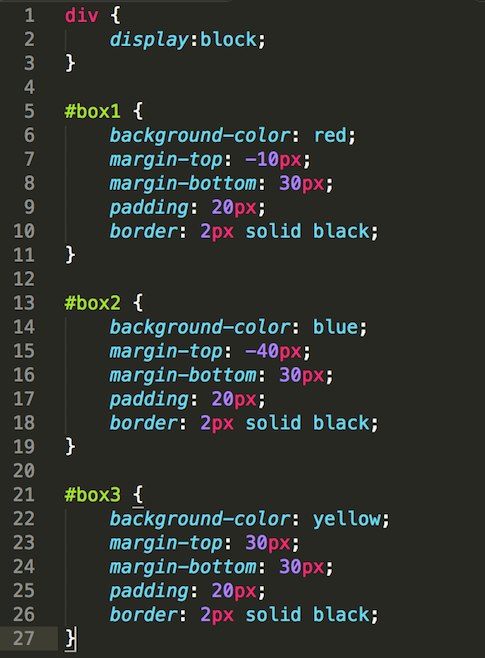 1 div {
2     display:block;
3 }
4
5 #box1 {
6     background-color: red;
7     margin-top: -10px;
8     margin-bottom: 30px;
9     padding: 20px;
10     border: 2px solid black;
11 }
12
13 #box2 {
14     background-color: blue;
15     margin-top: -40px;
16     margin-bottom: 30px;
17     padding: 20px;
18     border: 2px solid black;
19 }
20
21 #box3 {
22     background-color: yellow;
23     margin-top: 30px;
24     margin-bottom: 30px;
25     padding: 20px;
26     border: 2px solid black;
27 }